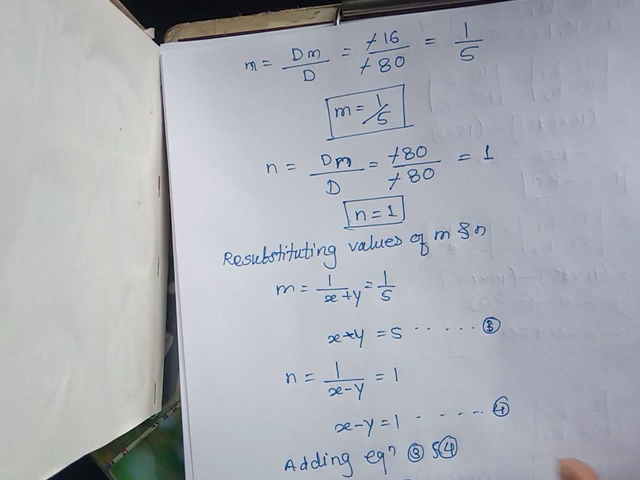 m = Dm/D = -16/-80 = 1/5
m = 1/5
n = Dm/D = -80/-80 = 1
n = 1
Resubstituting values of m & n
m = 1/x+y = 1/5
x+y = 5 ...... ③
n = 1/x-y = 1
x-y = 1 ...... ④
Adding eqn ③ & ④